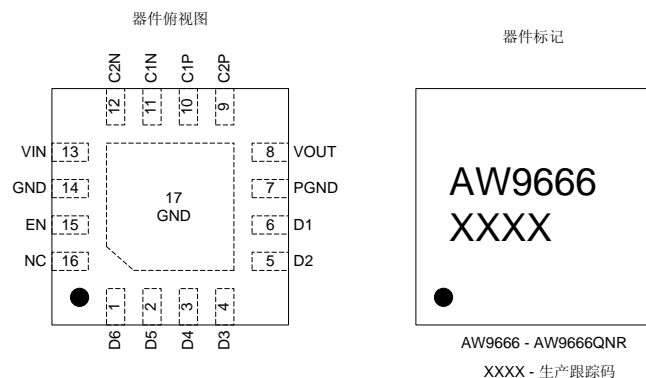 器件俯视图
器件标记
C2N C1N C1P C2P
12 11 10 9
VIN 13
8 VOUT
GND 14
7 PGND
EN 15
6 D1
NC 16
5 D2
17
GND
1 2 3 4
D6 D5 D4 D3
AW9666
XXXX
AW9666 - AW9666QNR
XXXX - 生产跟踪码